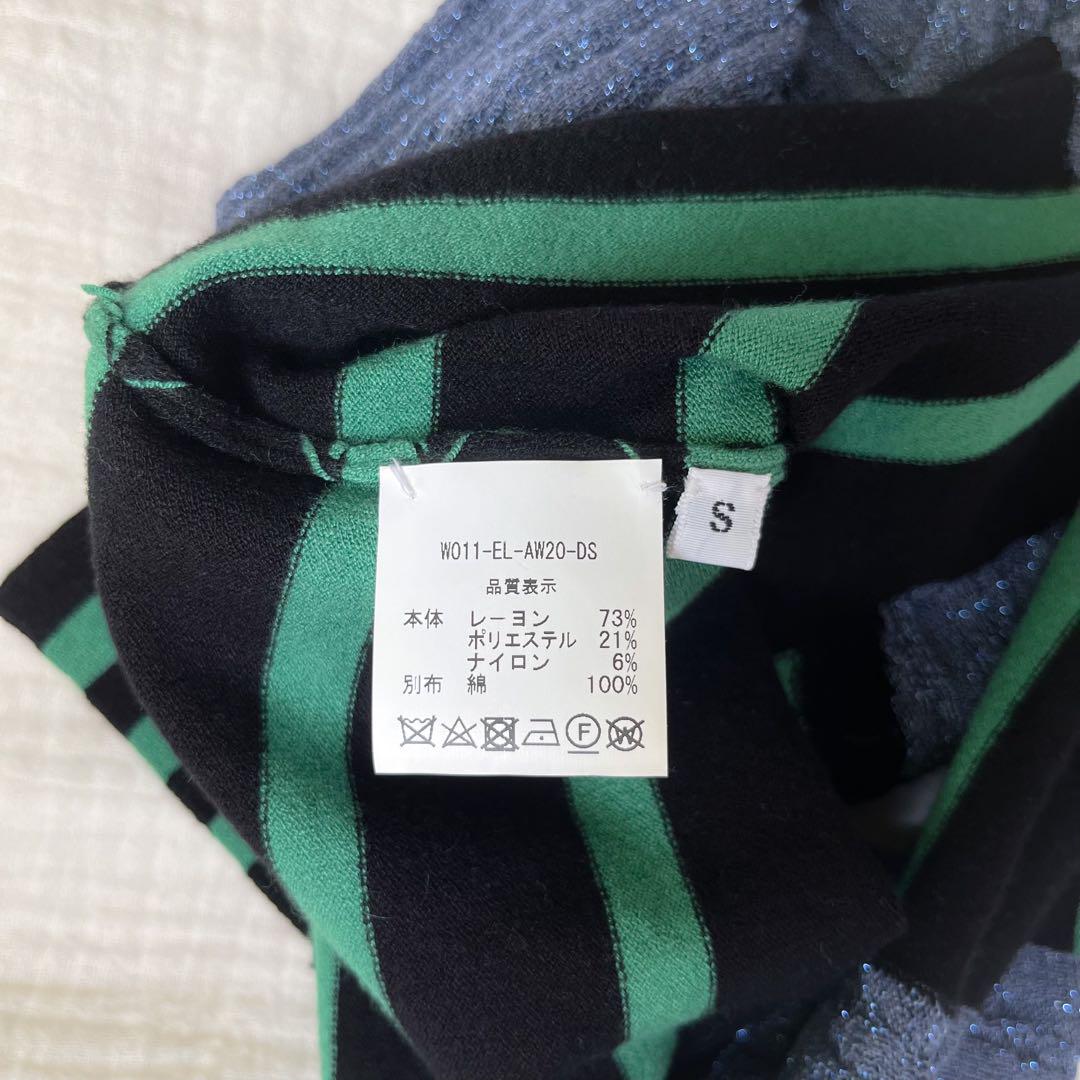 W011-EL-AW20-DS
S
品質表示
本体 レーヨン 73%
ポリエステル 21%
ナイロン 6%
別布 綿 100%
F W